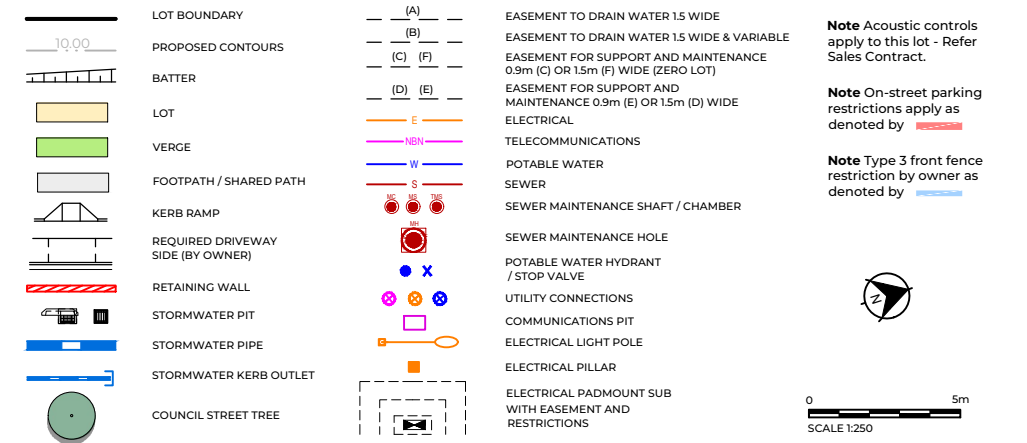 LOT BOUNDARY
10.00
PROPOSED CONTOURS
BATTER
LOT
VERGE
FOOTPATH / SHARED PATH
KERB RAMP
REQUIRED DRIVEWAY
SIDE (BY OWNER)
RETAINING WALL
STORMWATER PIT
STORMWATER PIPE
STORMWATER KERB OUTLET
COUNCIL STREET TREE
(A)
EASEMENT TO DRAIN WATER 1.5 WIDE
(B)
EASEMENT TO DRAIN WATER 1.5 WIDE & VARIABLE
(C) (F)
EASEMENT FOR SUPPORT AND MAINTENANCE
0.9m (C) OR 1.5m (F) WIDE (ZERO LOT)
(D) (E)
EASEMENT FOR SUPPORT AND
MAINTENANCE 0.9m (E) OR 1.5m (D) WIDE
E
ELECTRICAL
NBN
TELECOMMUNICATIONS
W
POTABLE WATER
S
SEWER
MC MS TMS
SEWER MAINTENANCE SHAFT / CHAMBER
MH
SEWER MAINTENANCE HOLE
POTABLE WATER HYDRANT
/ STOP VALVE
UTILITY CONNECTIONS
COMMUNICATIONS PIT
ELECTRICAL LIGHT POLE
ELECTRICAL PILLAR
ELECTRICAL PADMOUNT SUB
WITH EASEMENT AND
RESTRICTIONS
Note Acoustic controls
apply to this lot - Refer
Sales Contract.
Note On-street parking
restrictions apply as
denoted by
Note Type 3 front fence
restriction by owner as
denoted by
N
0 5m
SCALE 1:250